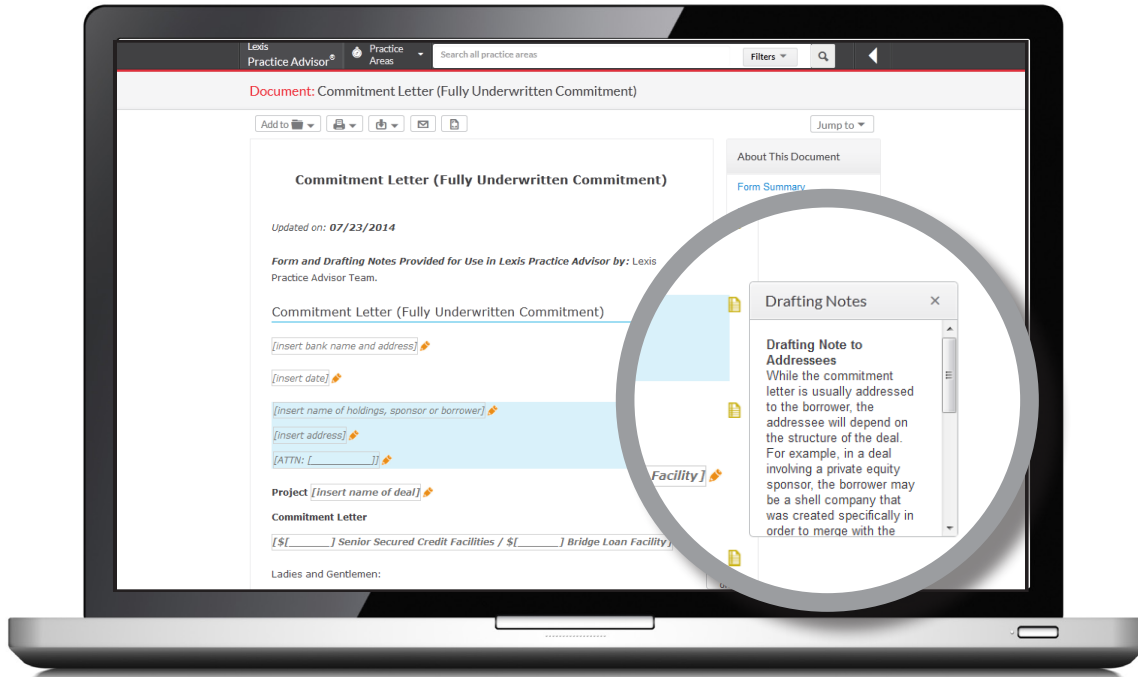 Lexis
Practice Advisor®
Practice
Areas
Search all practice areas
Filters
Document: Commitment Letter (Fully Underwritten Commitment)
Add to
Jump to
Commitment Letter (Fully Underwritten Commitment)
Updated on: 07/23/2014
Form and Drafting Notes Provided for Use in Lexis Practice Advisor by: Lexis
Practice Advisor Team.
Commitment Letter (Fully Underwritten Commitment)
[insert bank name and address]
[insert date]
[insert name of holdings, sponsor or borrower]
[insert address]
[ATTN: [__________]]
Project [insert name of deal]
Commitment Letter
[$[_______] Senior Secured Credit Facilities / $[_______] Bridge Loan Facility]
Ladies and Gentlemen:
About This Document
Form Summary
Facility]
Drafting Notes
Drafting Note to
Addressees
While the commitment
letter is usually addressed
to the borrower, the
addressee will depend on
the structure of the deal.
For example, in a deal
involving a private equity
sponsor, the borrower may
be a shell company that
was created specifically in
order to merge with the